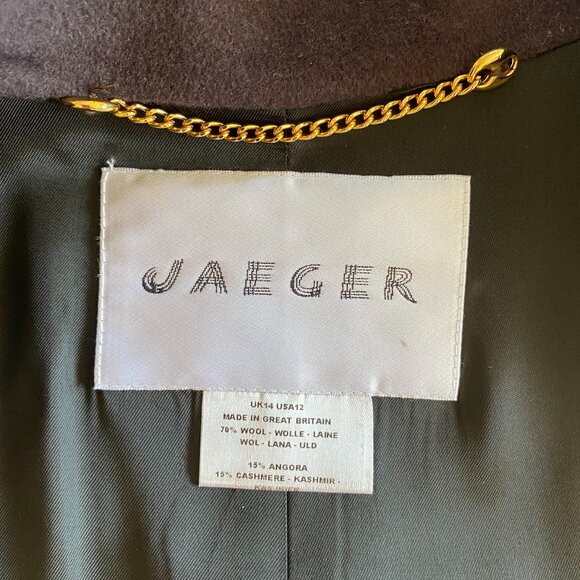 JAEGER
UK14 USA12
MADE IN GREAT BRITAIN
70% WOOL - WOLLE - LAINE
WOL - LANA - ULD
15% ANGORA
15% CASHMERE - KASHMIR -